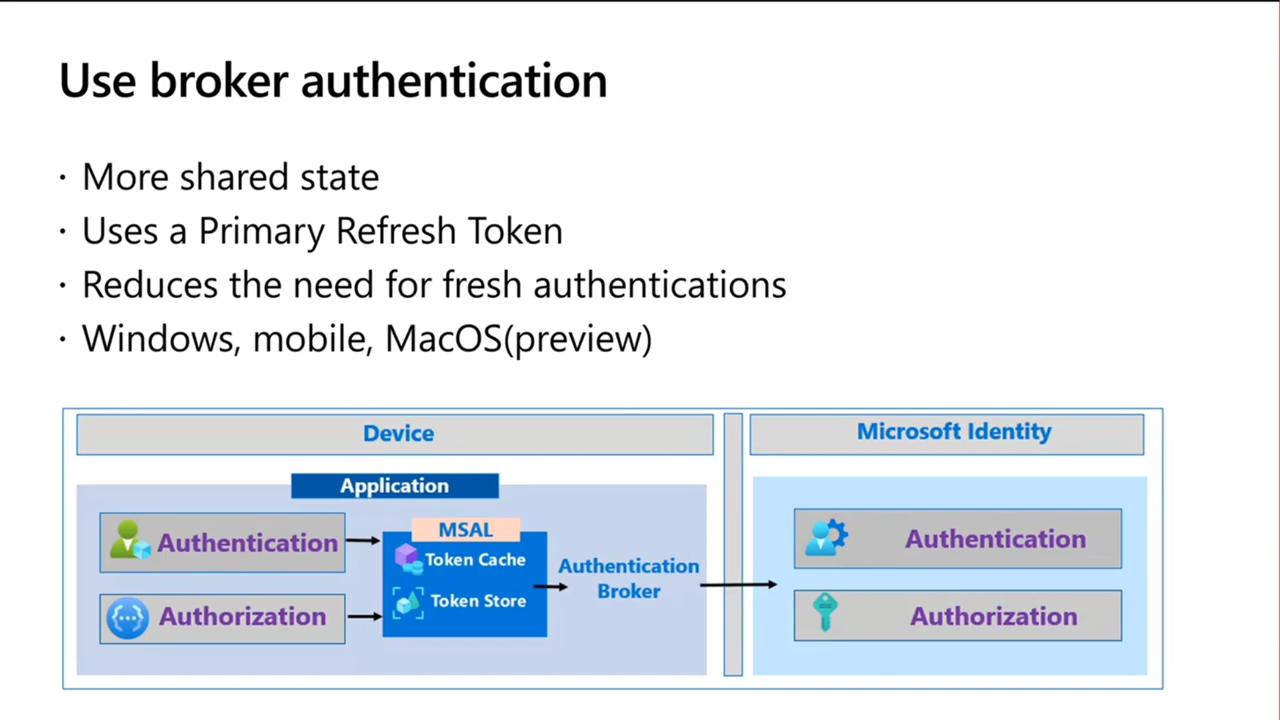 Use broker authentication
· More shared state
· Uses a Primary Refresh Token
· Reduces the need for fresh authentications
· Windows, mobile, MacOS(preview)
Device
Microsoft Identity
Application
Authentication
MSAL
Token Cache
Token Store
Authorization
Authentication
Broker
Authentication
Authorization